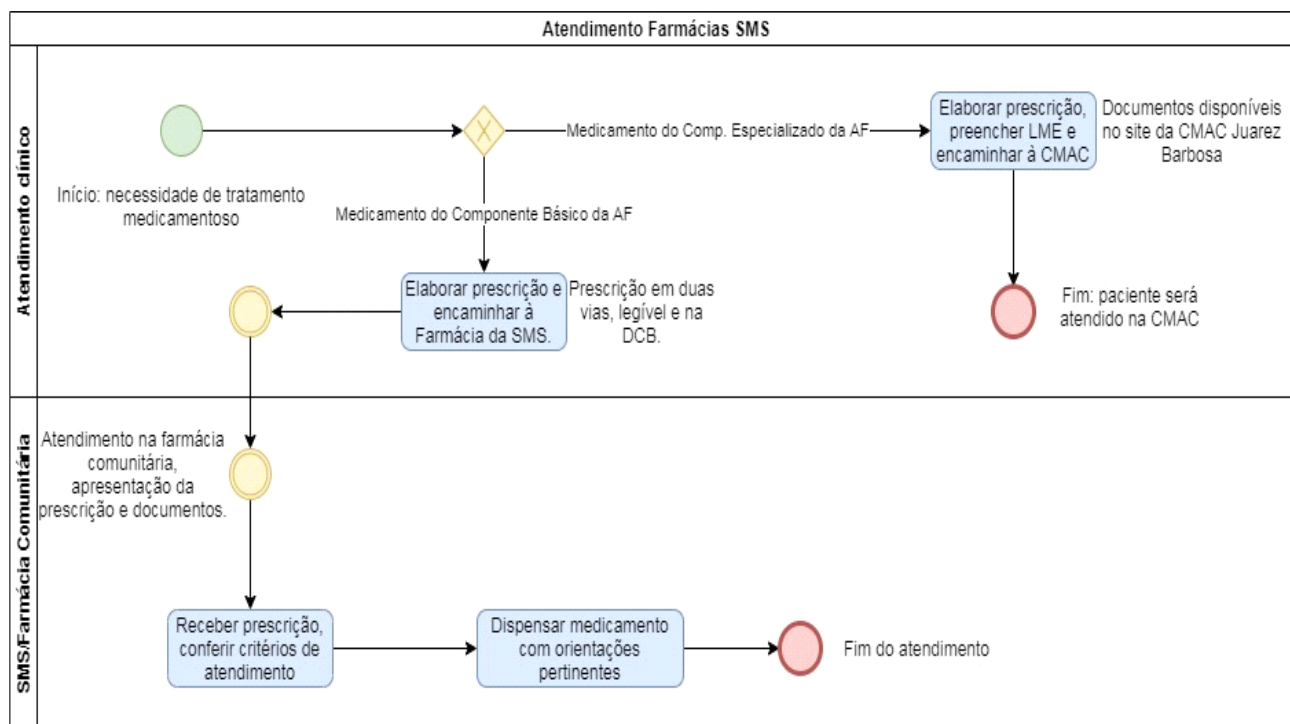 Atendimento Farmácias SMS
Atendimento clínico
Início: necessidade de tratamento
medicamentoso
Medicamento do Comp. Especializado da AF
Elaborar prescrição,
preencher LME e
encaminhar à CMAC
Documentos disponíveis
no site da CMAC Juarez
Barbosa
Medicamento do Componente Básico da AF
Elaborar prescrição e
encaminhar à
Farmácia da SMS.
Prescrição em duas
vias, legível e na
DCB.
Fim: paciente será
atendido na CMAC
SMS/Farmácia Comunitária
Atendimento na farmácia
comunitária,
apresentação da
prescrição e documentos.
Receber prescrição,
conferir critérios de
atendimento
Dispensar medicamento
com orientações
pertinentes
Fim do atendimento